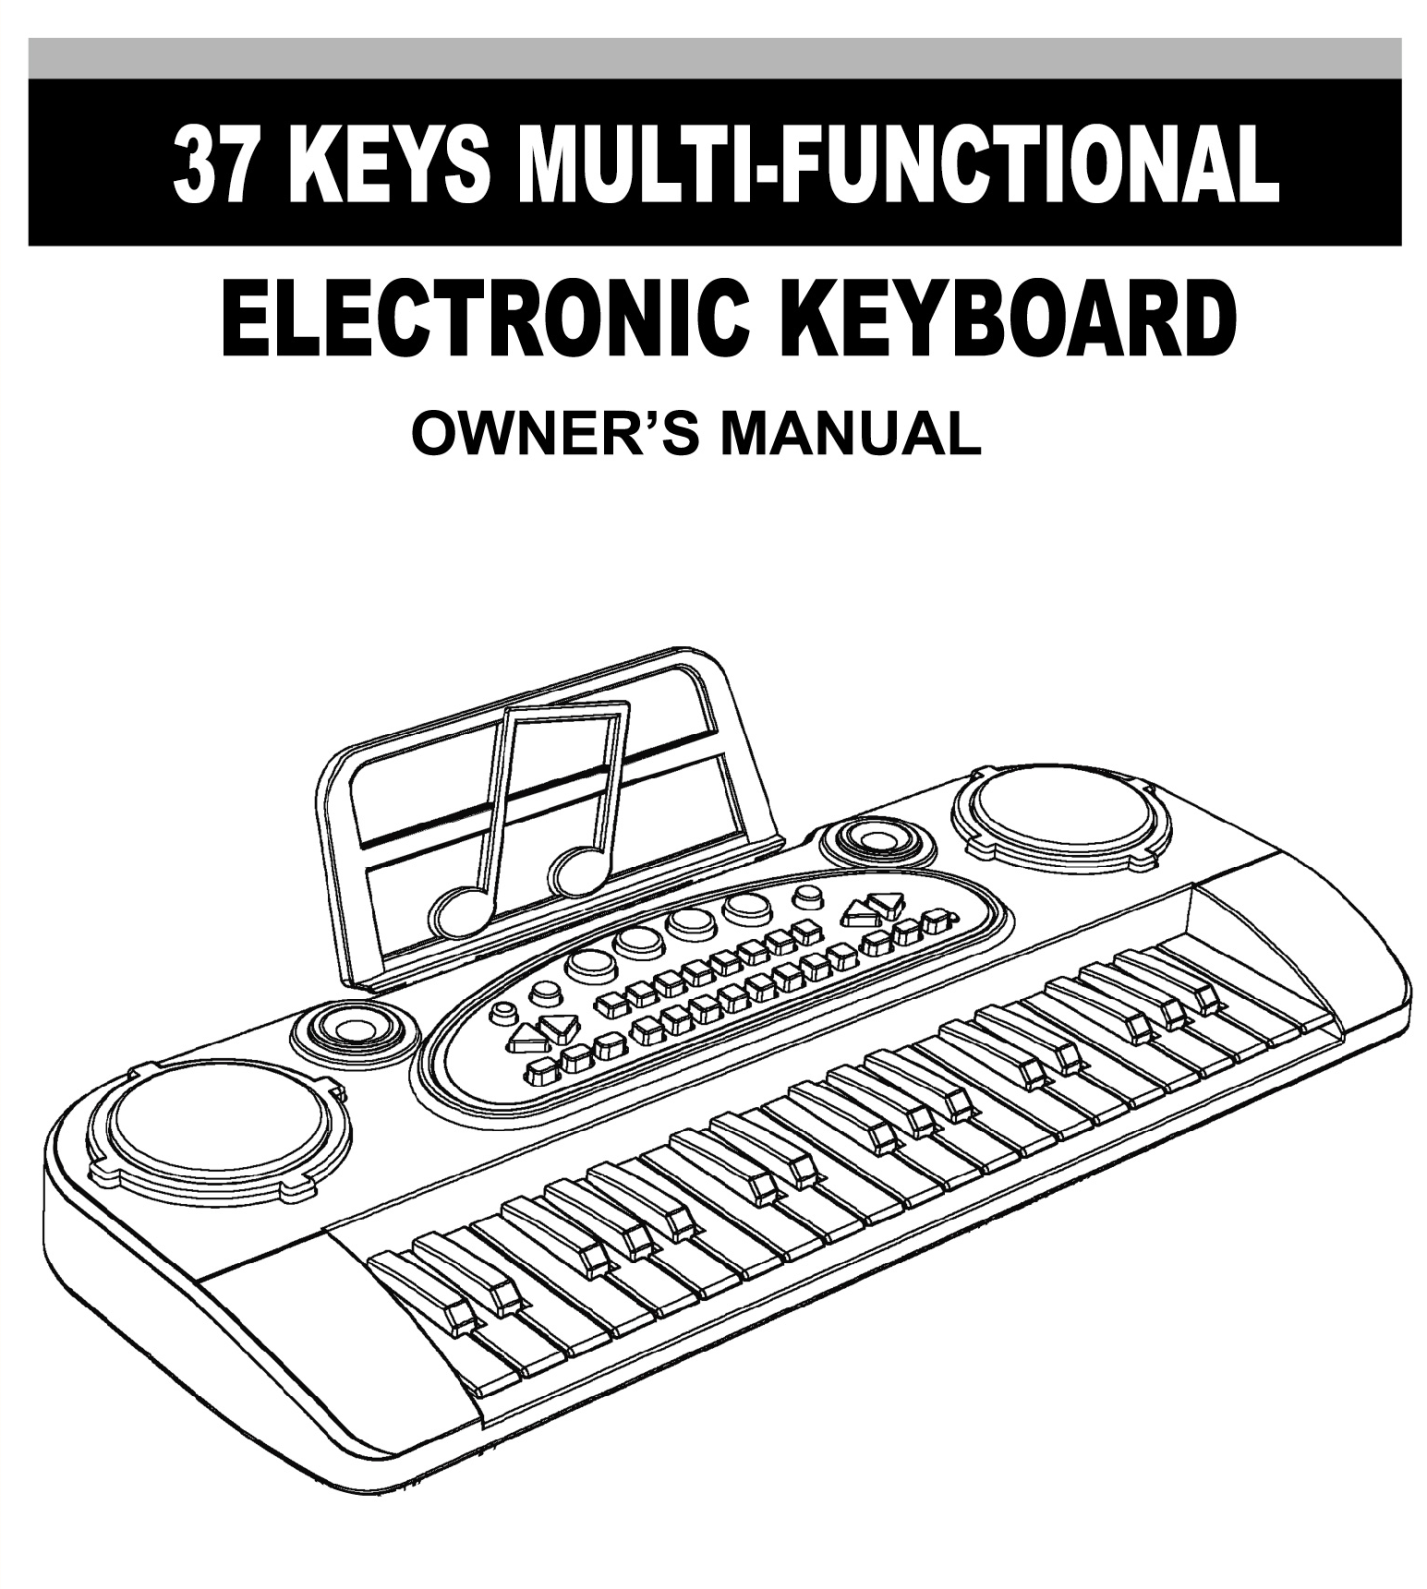 37 KEYS MULTI-FUNCTIONAL
ELECTRONIC KEYBOARD
OWNER’S MANUAL